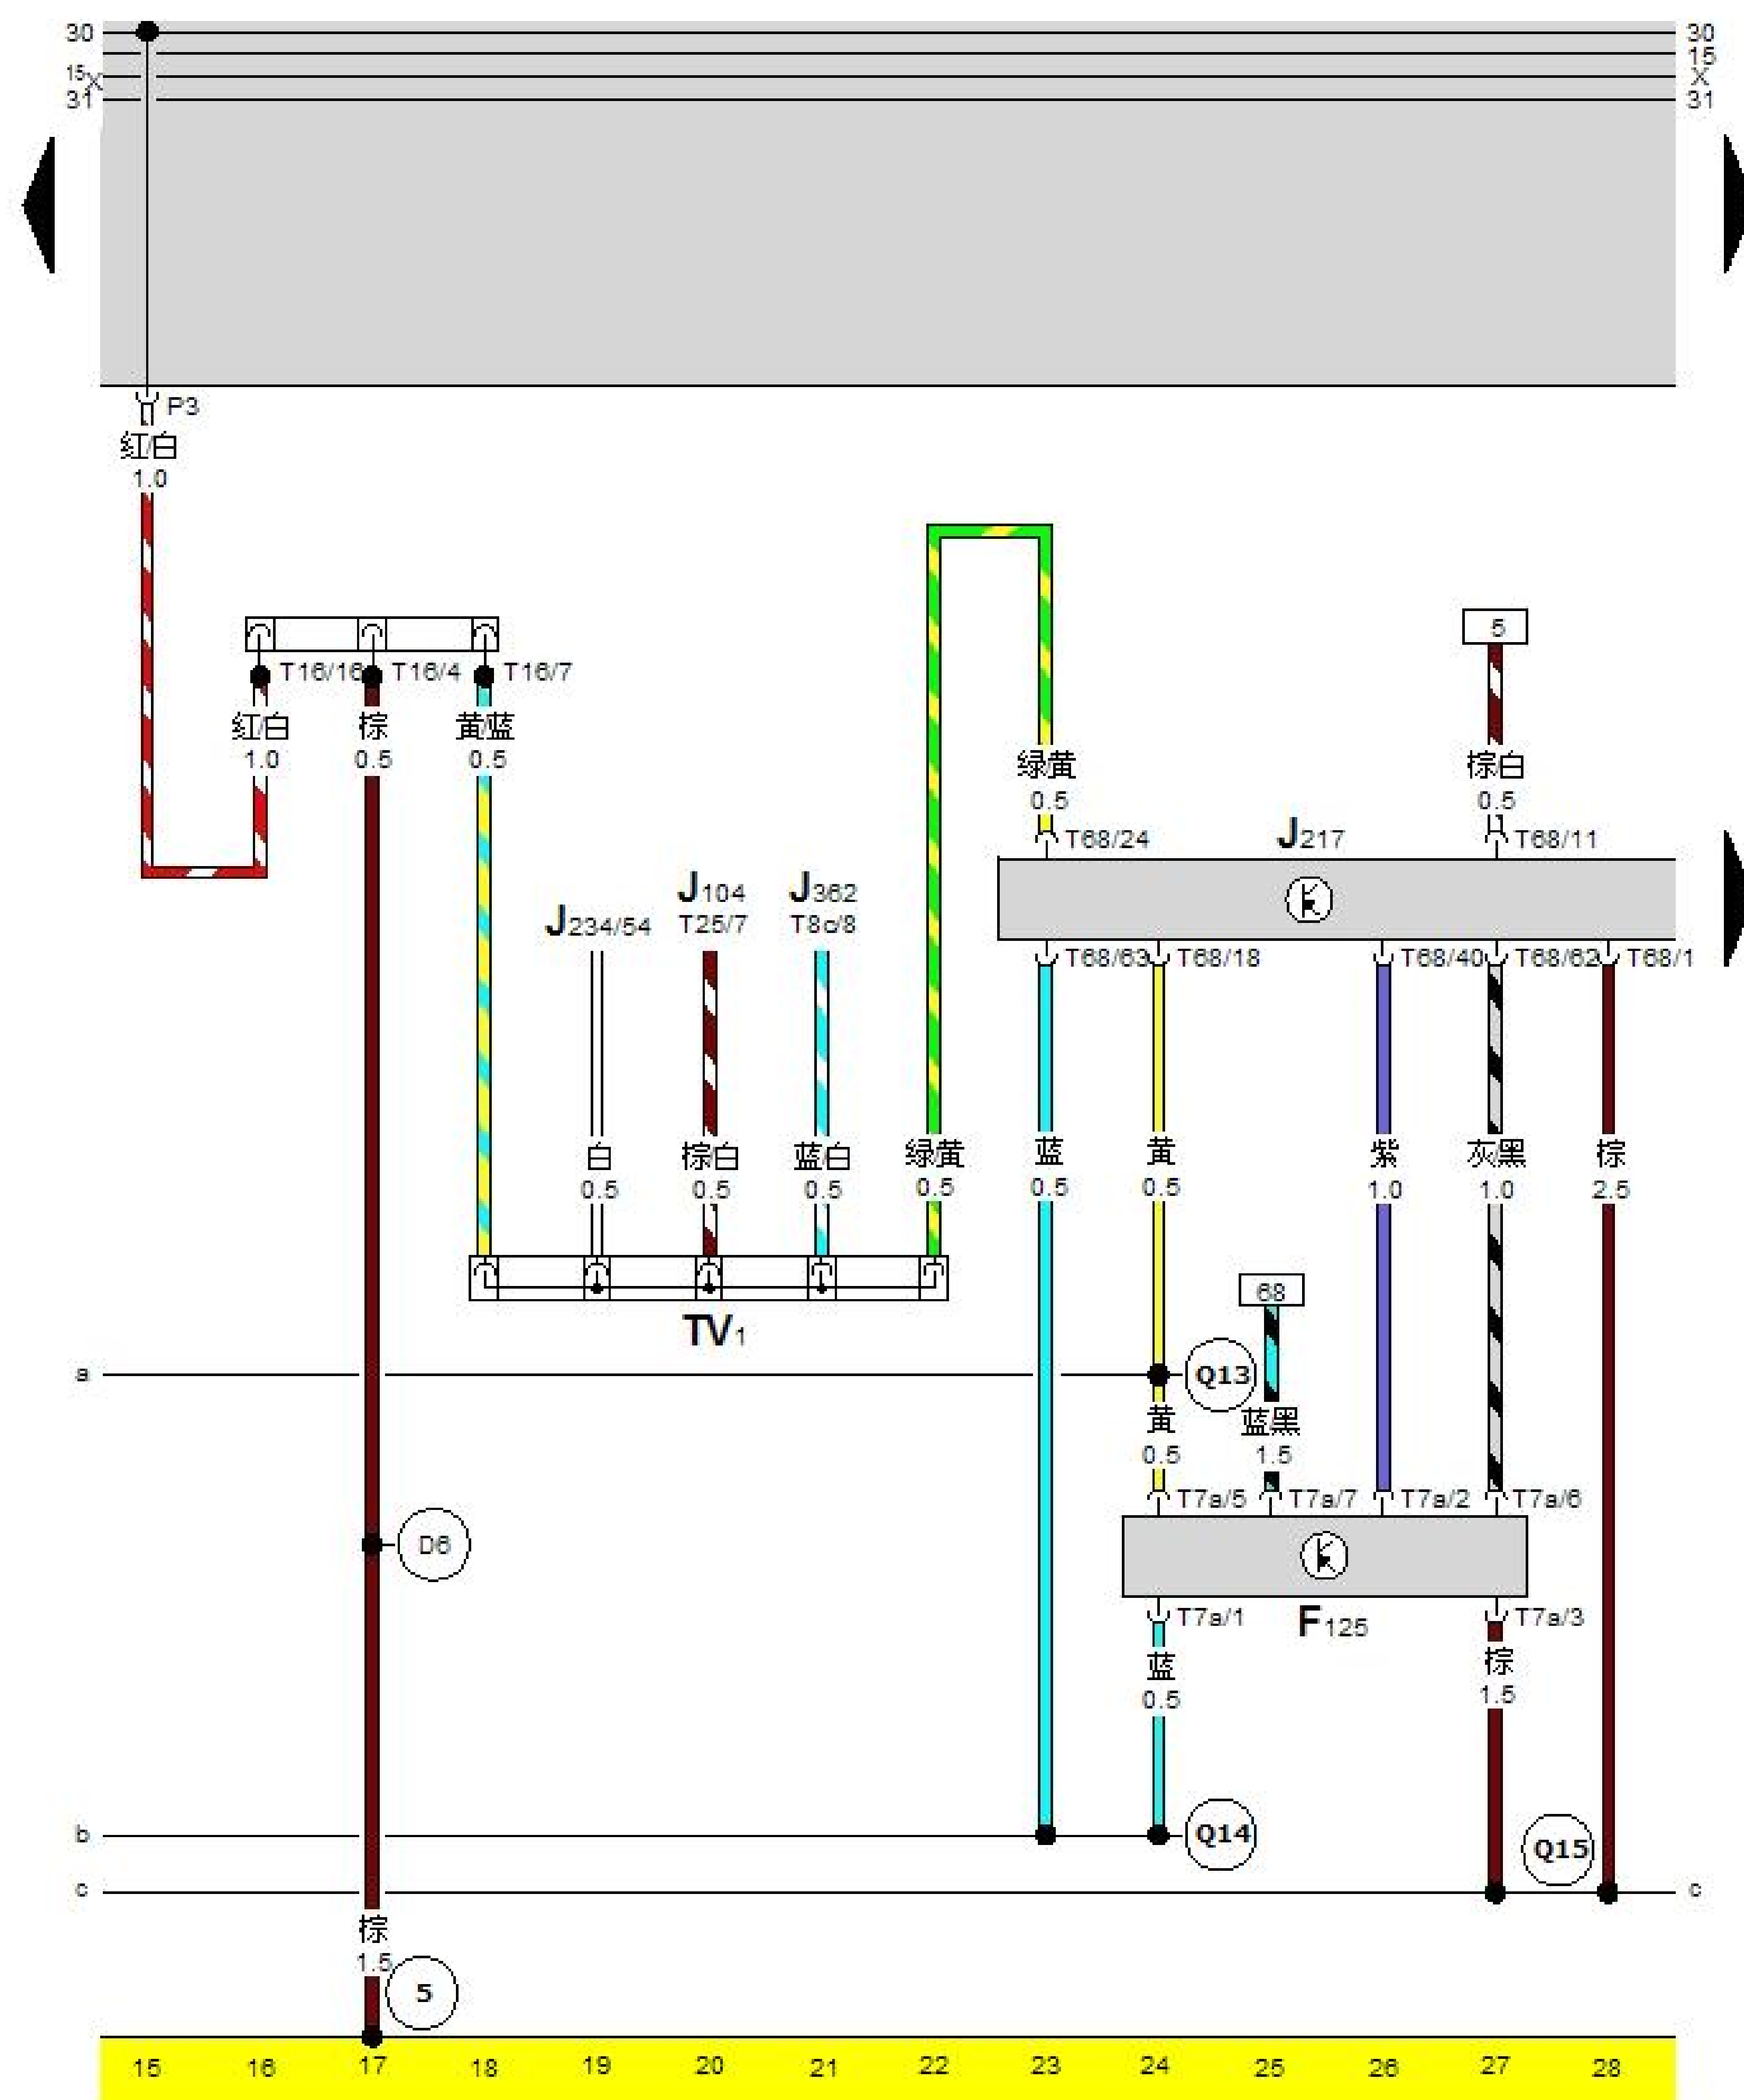 30
30
15
15
X
X
31
31
P3
红/白
1.0
T16/16
T16/4
T16/7
红/白
1.0
棕
0.5
黄/蓝
0.5
5
绿/黄
0.5
棕/白
0.5
T68/24
J217
T68/11
J234/54
J104
T25/7
J362
T8c/8
T68/63
T68/18
T68/40
T68/62
T68/1
白
0.5
棕/白
0.5
蓝/白
0.5
绿/黄
0.5
蓝
0.5
黄
0.5
紫
1.0
灰/黑
1.0
棕
2.5
TV1
68
a
Q13
黄
0.5
蓝/黑
1.5
T7a/5
T7a/7
T7a/2
T7a/6
D6
F125
T7a/1
T7a/3
蓝
0.5
棕
1.5
b
Q14
Q15
c
c
棕
1.5
5
15 16 17 18 19 20 21 22 23 24 25 26 27 28